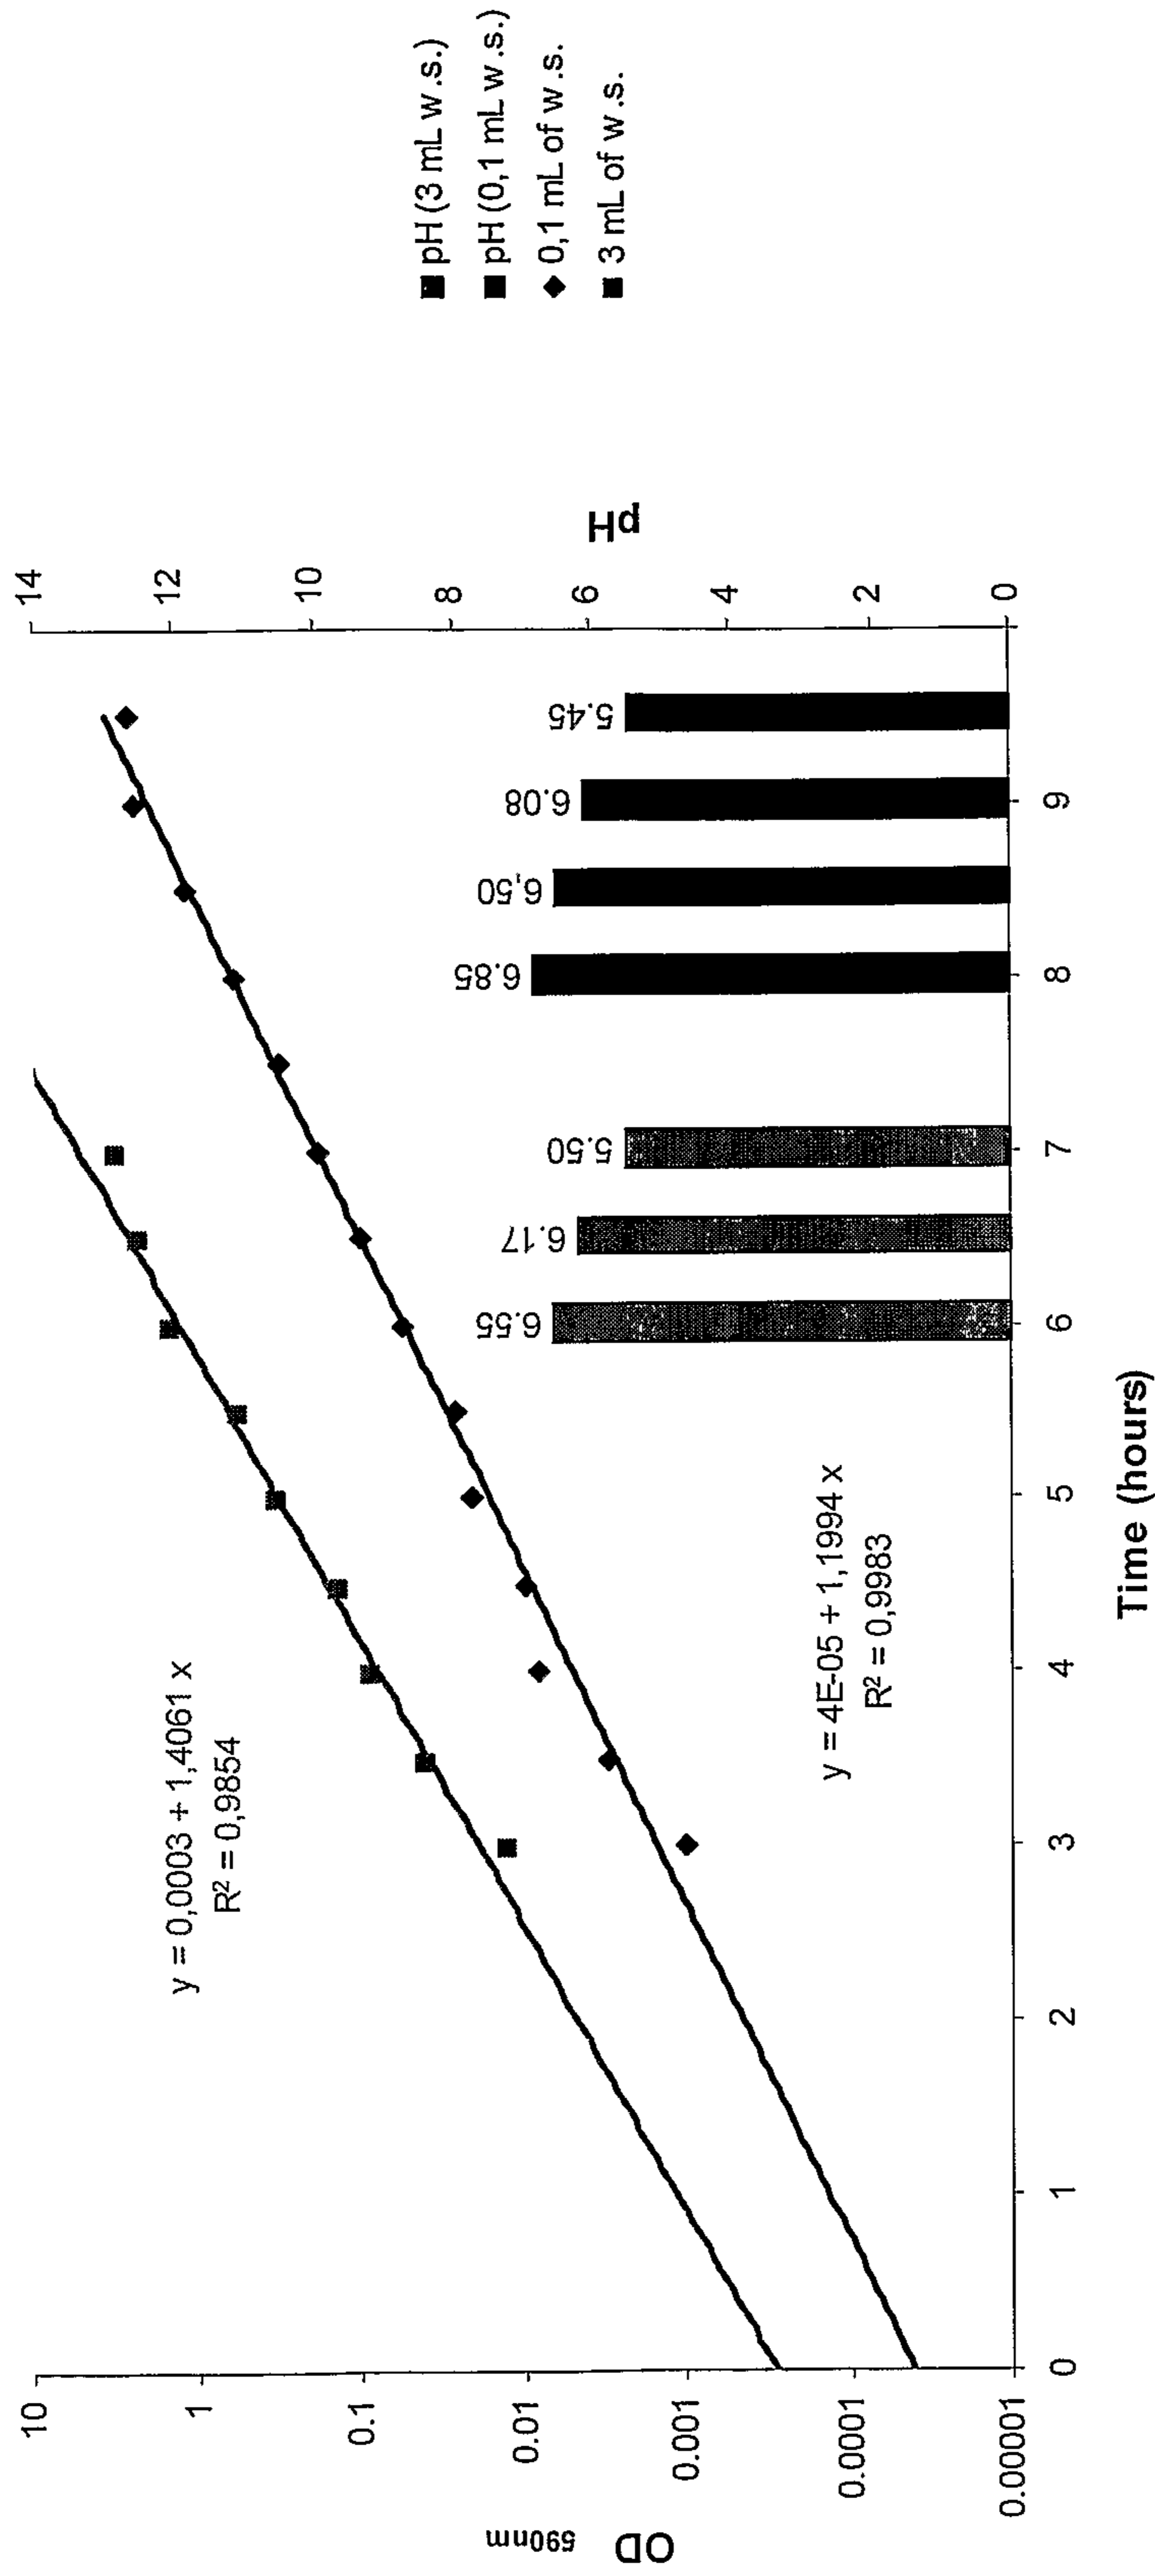 OD 590nm
10
1
0.1
0.01
0.001
0.0001
0.00001
y = 0,0003 + 1,4061 x
R² = 0,9854
y = 4E-05 + 1,1994 x
R² = 0,9983
6.55
6.17
5.50
6.85
6,50
6.08
5.45
0
1
2
3
4
5
6
7
8
9
Time (hours)
14
12
10
8
6
4
2
0
pH
pH (3 mL w.s.)
pH (0,1 mL w.s.)
0,1 mL of w.s.
3 mL of w.s.